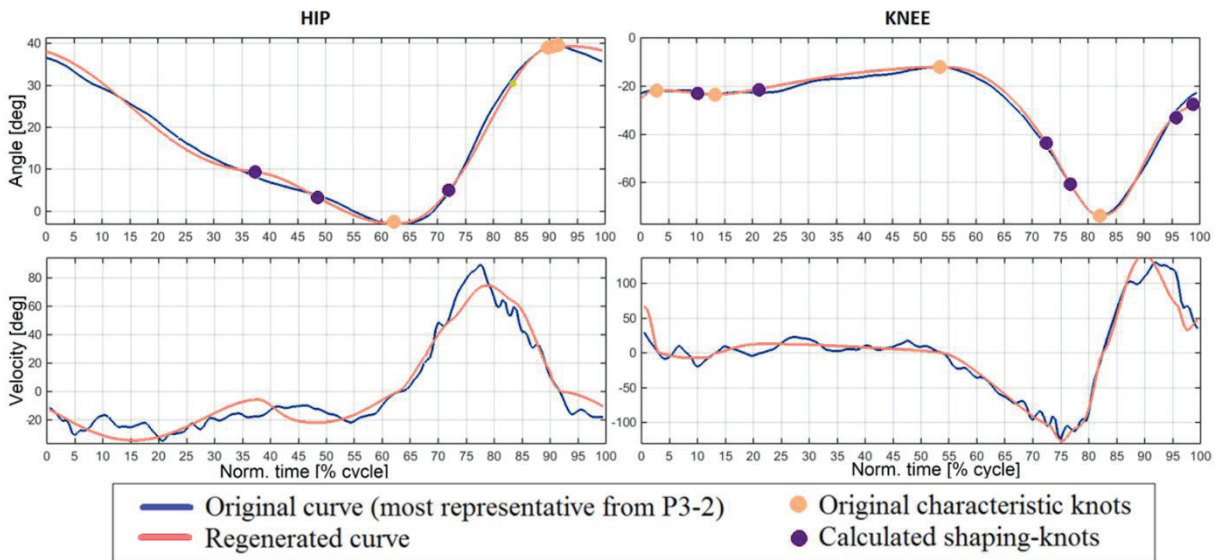 HIP
KNEE
Angle [deg]
40
30
20
10
0
0 5 10 15 20 25 30 35 40 45 50 55 60 65 70 75 80 85 90 95 100
0
-20
-40
-60
0 5 10 15 20 25 30 35 40 45 50 55 60 65 70 75 80 85 90 95 100
Velocity [deg]
80
60
40
20
0
-20
0 5 10 15 20 25 30 35 40 45 50 55 60 65 70 75 80 85 90 95 100
Norm. time [% cycle]
100
50
0
-50
-100
0 5 10 15 20 25 30 35 40 45 50 55 60 65 70 75 80 85 90 95 100
Norm. time [% cycle]
Original curve (most representative from P3-2)
Original characteristic knots
Regenerated curve
Calculated shaping-knots